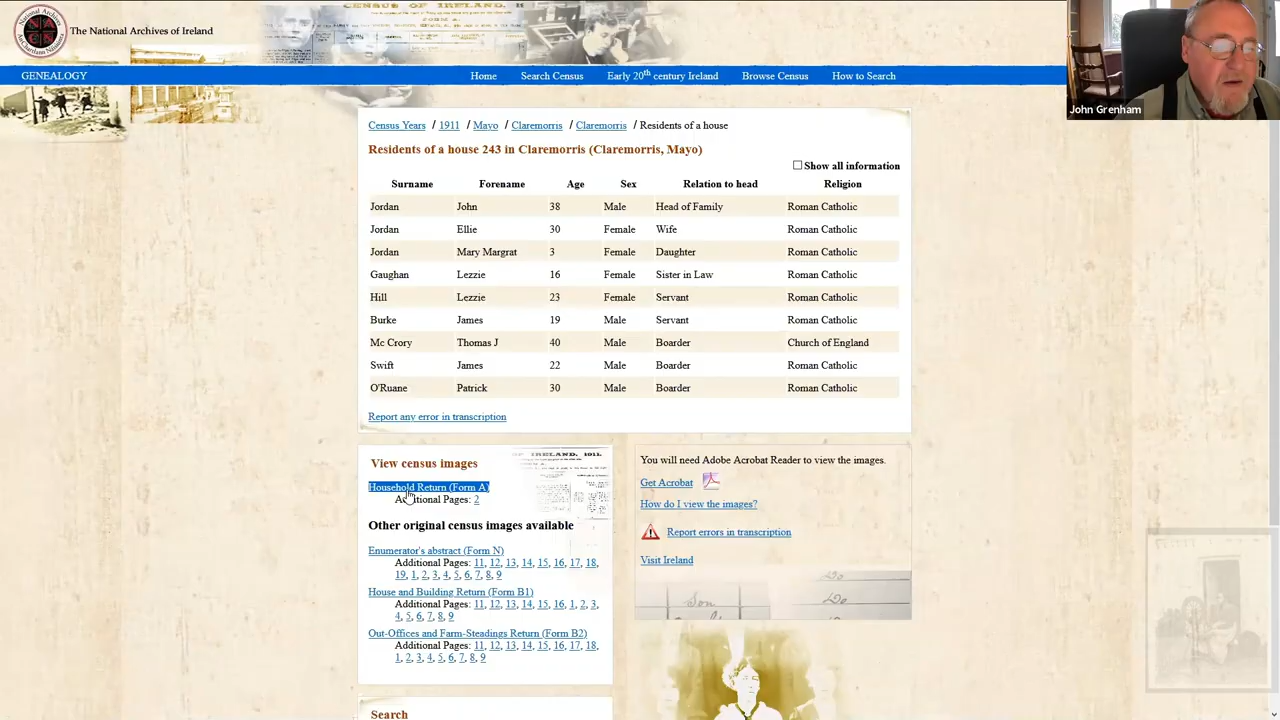 CENSUS OF IRELAND.
FORM A.
The National Archives of Ireland
John Grenham
GENEALOGY
Home Search Census Early 20th century Ireland Browse Census How to Search
Census Years / 1911 / Mayo / Claremorris / Claremorris / Residents of a house
Residents of a house 243 in Claremorris (Claremorris, Mayo)
Show all information
Surname Forename Age Sex Relation to head Religion
Jordan John 38 Male Head of Family Roman Catholic
Jordan Ellie 30 Female Wife Roman Catholic
Jordan Mary Margrat 3 Female Daughter Roman Catholic
Gaughan Lezzie 16 Female Sister in Law Roman Catholic
Hill Lezzie 23 Female Servant Roman Catholic
Burke James 19 Male Servant Roman Catholic
Mc Crory Thomas J 40 Male Boarder Church of England
Swift James 22 Male Boarder Roman Catholic
O'Ruane Patrick 30 Male Boarder Roman Catholic
Report any error in transcription
View census images
Household Return (Form A)
Additional Pages: 2
Other original census images available
Enumerator's abstract (Form N)
Additional Pages: 11, 12, 13, 14, 15, 16, 17, 18,
19, 1, 2, 3, 4, 5, 6, 7, 8, 9
House and Building Return (Form B1)
Additional Pages: 11, 12, 13, 14, 15, 16, 1, 2, 3,
4, 5, 6, 7, 8, 9
Out-Offices and Farm-Steadings Return (Form B2)
Additional Pages: 11, 12, 13, 14, 15, 16, 17, 18,
1, 2, 3, 4, 5, 6, 7, 8, 9
You will need Adobe Acrobat Reader to view the images.
Get Acrobat
How do I view the images?
Report errors in transcription
Visit Ireland
Son Do
Do
Search